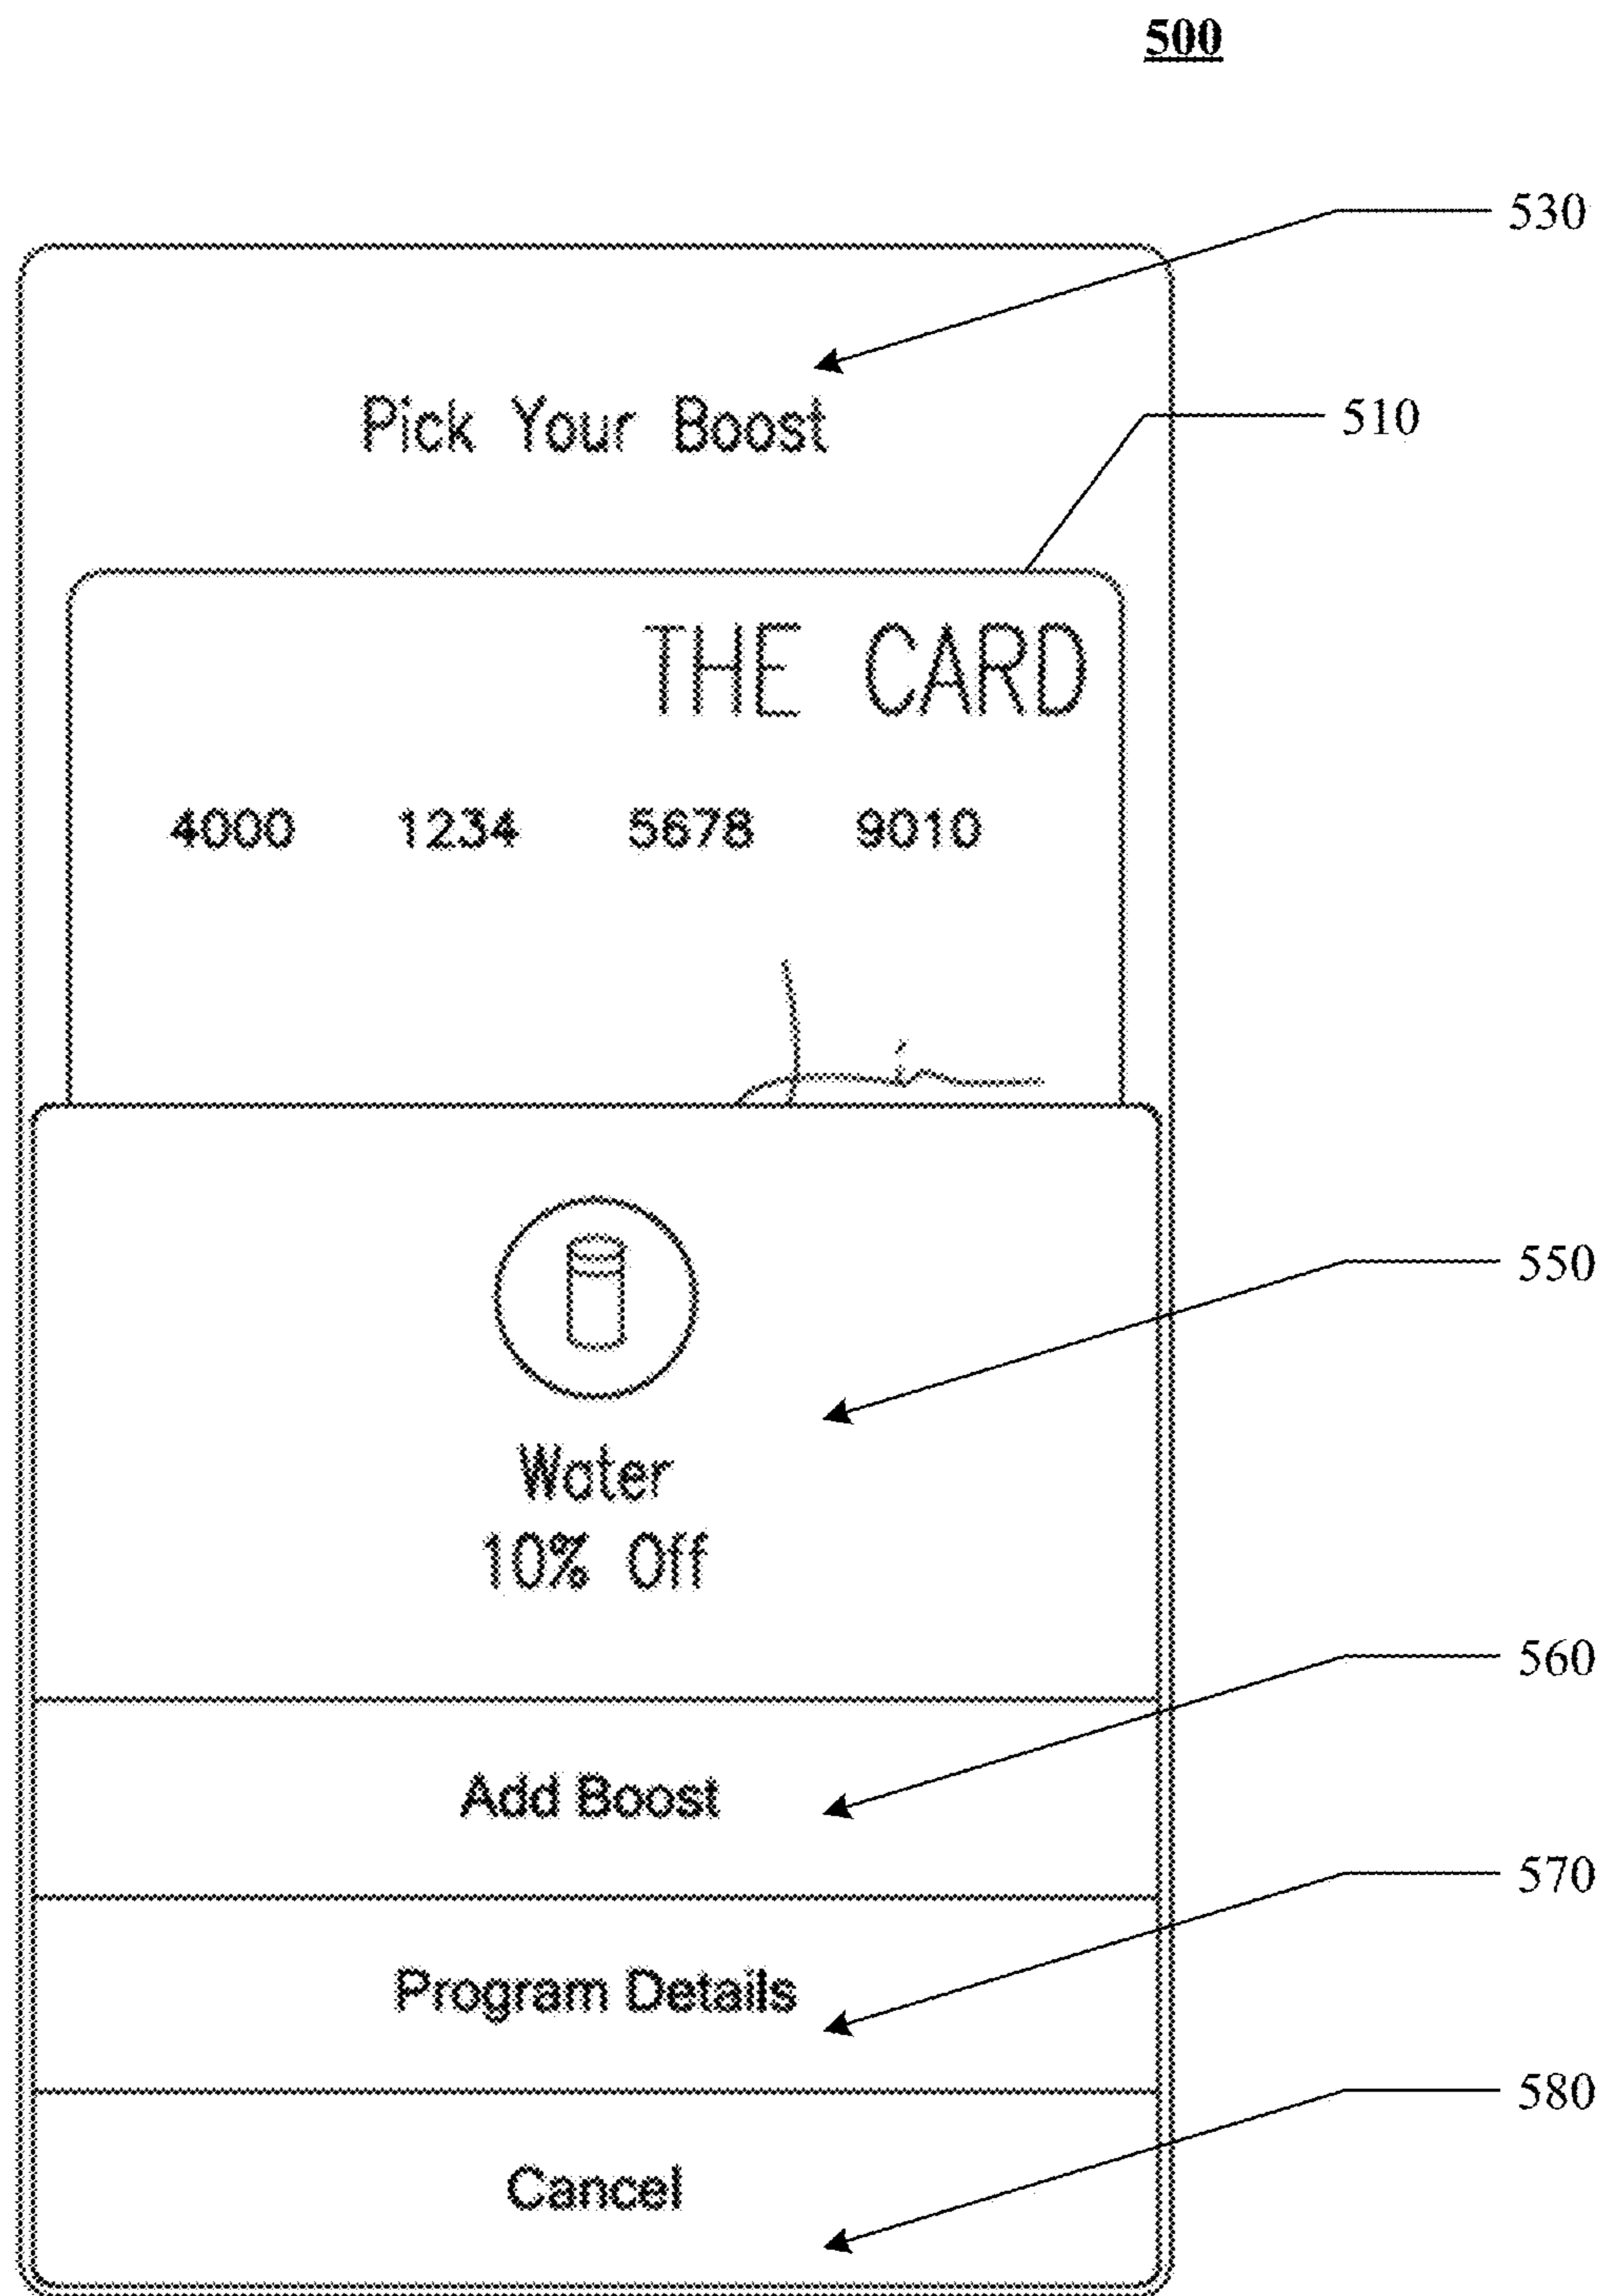 500
530
Pick Your Boost
510
THE CARD
4000 1234 5678 9010
550
Water
10% Off
560
Add Boost
570
Program Details
580
Cancel